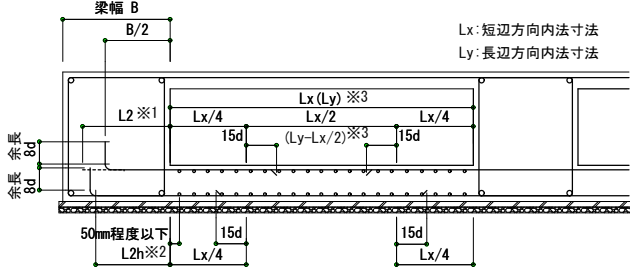 梁幅 B
B/2
Lx:短辺方向内法寸法
Ly:長辺方向内法寸法
Lx(Ly)※3
L2※1
Lx/4
Lx/2
Lx/4
15d
(Ly-Lx/2)※3
15d
余長
8d
余長
8d
50mm程度以下
15d
15d
L2h※2
Lx/4
Lx/4